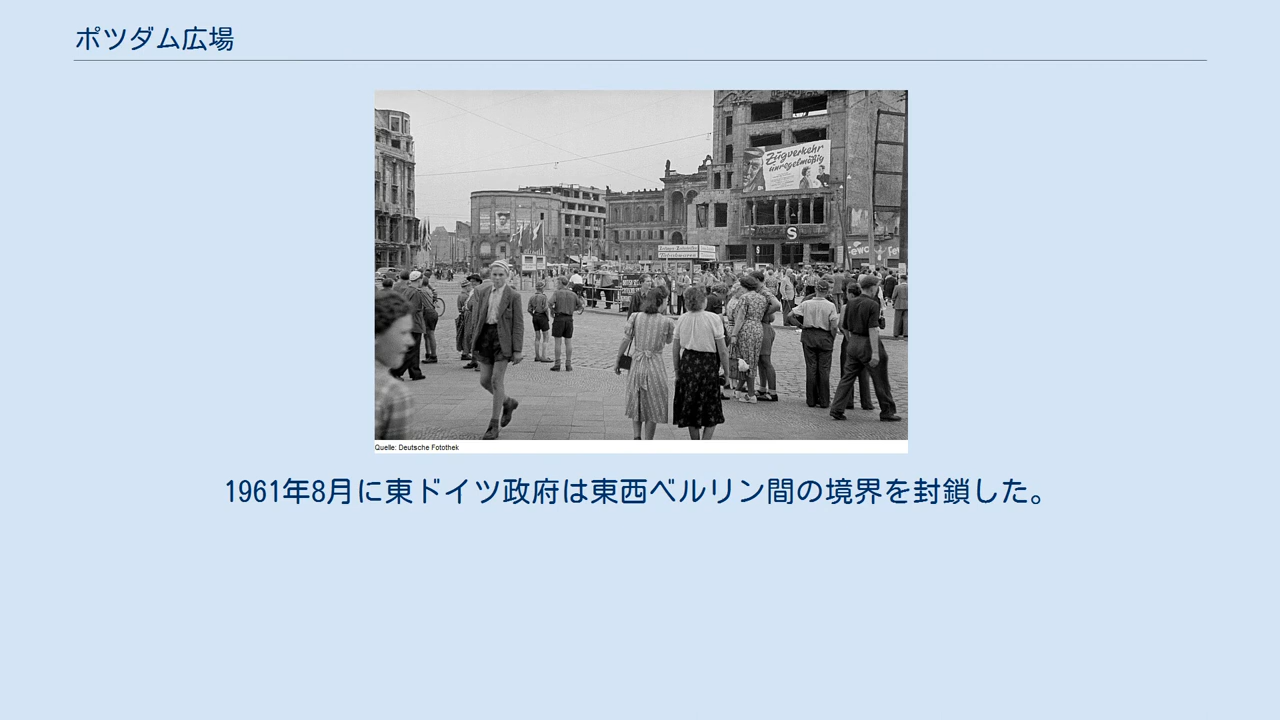 ポツダム広場
Zugverkehr
unregelmäßig
S
Quelle: Deutsche Fotothek
1961年8月に東ドイツ政府は東西ベルリン間の境界を封鎖した。